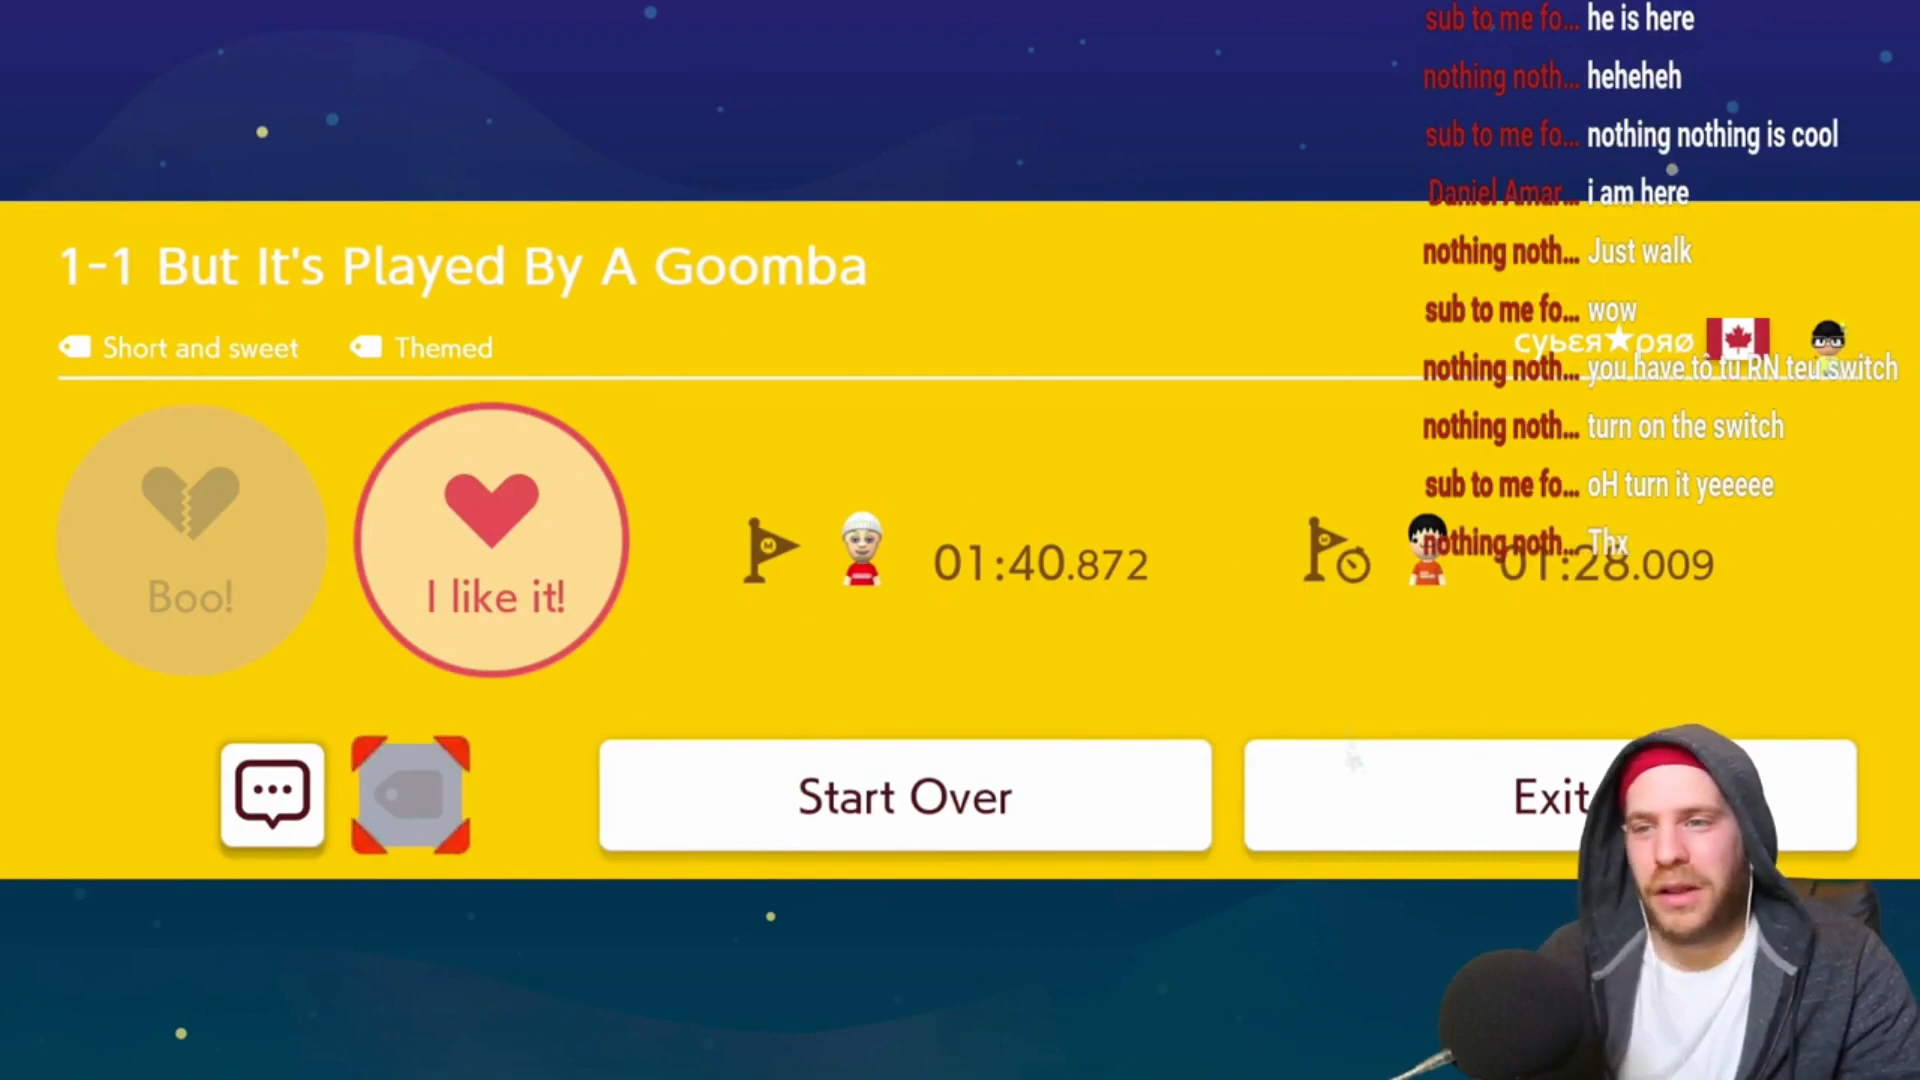 sub to me fo... he is here
nothing noth... heheheh
sub to me fo... nothing nothing is cool
Daniel Amar... i am here
nothing noth... Just walk
sub to me fo... wow
nothing noth... you have tô tu RN teu switch
nothing noth... turn on the switch
sub to me fo... oH turn it yeeeee
nothing noth... Thx
1-1 But It's Played By A Goomba
Short and sweet Themed
сyьεя★ряø
Boo!
I like it!
01:40.872
01:28.009
Start Over
Exit